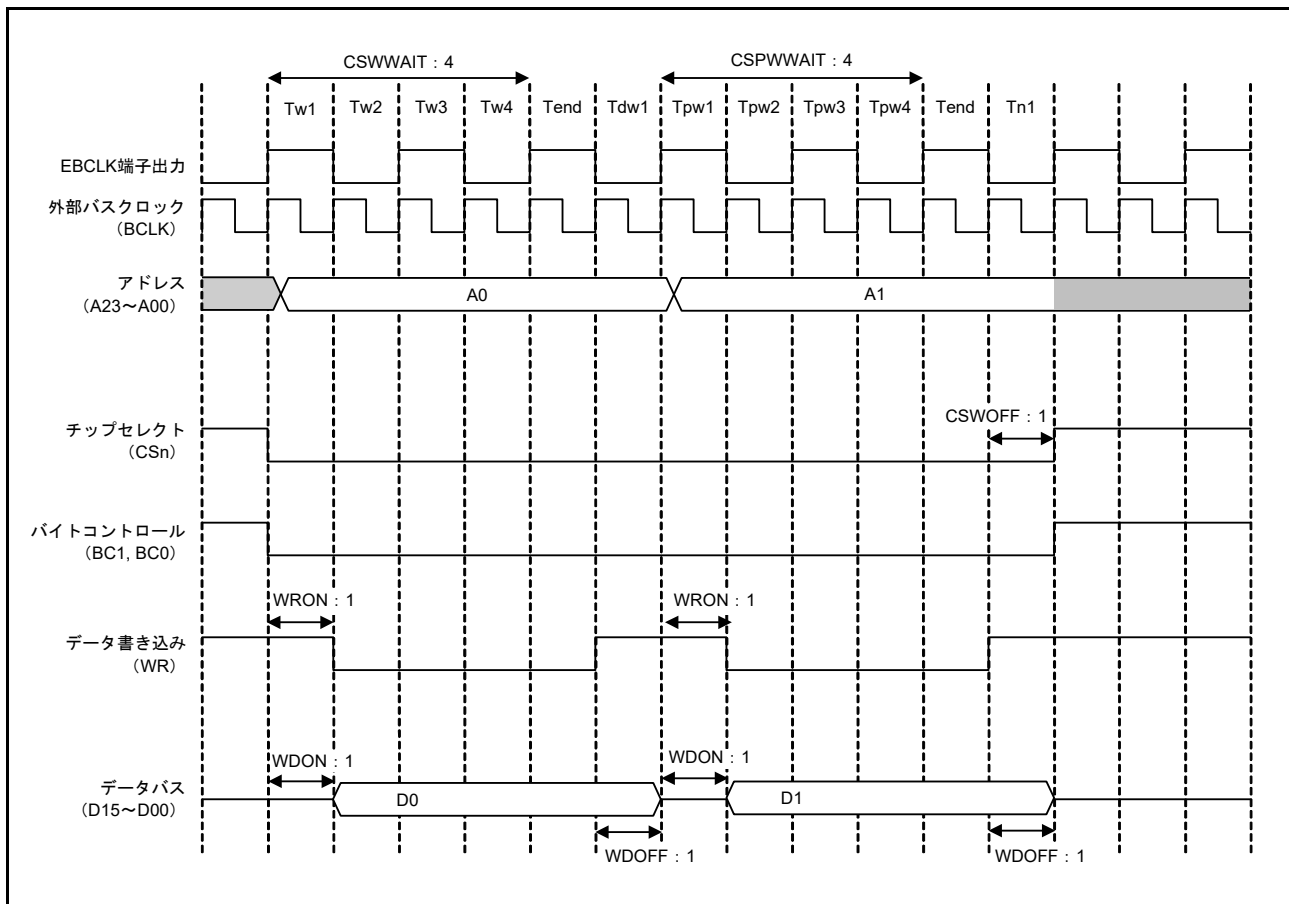 CSWWAIT：4 CSPWWAIT：4
Tw1 Tw2 Tw3 Tw4 Tend Tdw1 Tpw1 Tpw2 Tpw3 Tpw4 Tend Tn1
EBCLK端子出力
外部バスクロック
（BCLK）
アドレス
（A23～A00）
A0 A1
CSWOFF：1
チップセレクト
（CSn）
バイトコントロール
（BC1, BC0）
WRON：1 WRON：1
データ書き込み
（WR）
WDON：1 WDON：1
データバス
（D15～D00）
D0 D1
WDOFF：1 WDOFF：1